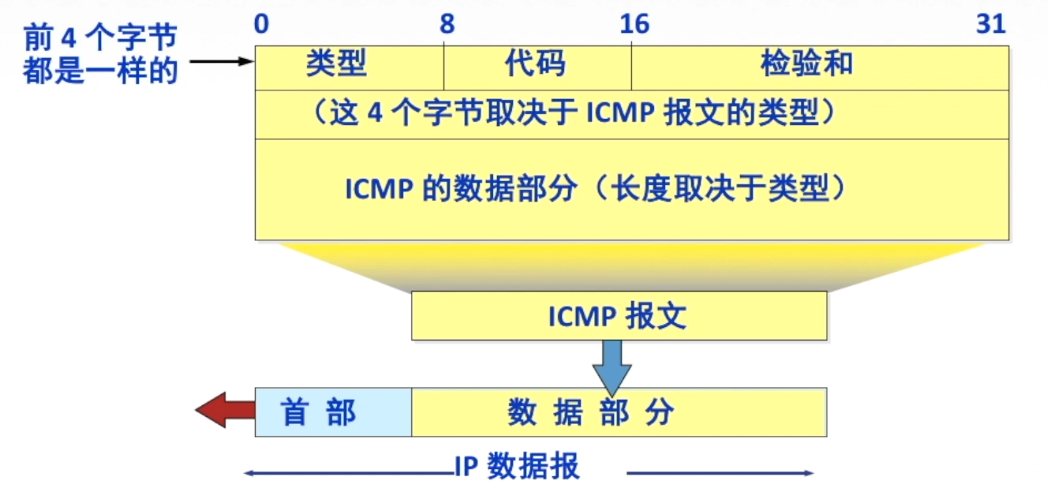 0 8 16 31
前 4 个字节
都是一样的
类型 代码 检验和
（这 4 个字节取决于 ICMP 报文的类型）
ICMP 的数据部分（长度取决于类型）
ICMP 报文
首 部 数 据 部 分
IP 数据报